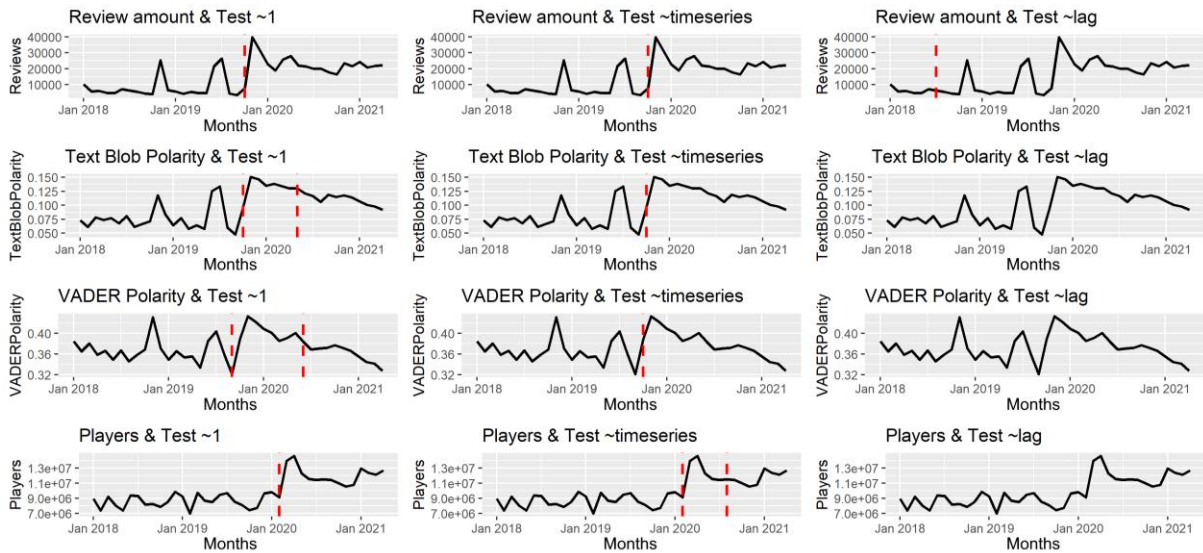 Review amount & Test ~1
Reviews
40000
30000
20000
10000
Jan 2018
Jan 2019
Jan 2020
Jan 2021
Months
Review amount & Test ~timeseries
Reviews
40000
30000
20000
10000
Jan 2018
Jan 2019
Jan 2020
Jan 2021
Months
Review amount & Test ~lag
Reviews
40000
30000
20000
10000
Jan 2018
Jan 2019
Jan 2020
Jan 2021
Months
Text Blob Polarity & Test ~1
TextBlobPolarity
0.150
0.125
0.100
0.075
0.050
Jan 2018
Jan 2019
Jan 2020
Jan 2021
Months
Text Blob Polarity & Test ~timeseries
TextBlobPolarity
0.150
0.125
0.100
0.075
0.050
Jan 2018
Jan 2019
Jan 2020
Jan 2021
Months
Text Blob Polarity & Test ~lag
TextBlobPolarity
0.150
0.125
0.100
0.075
0.050
Jan 2018
Jan 2019
Jan 2020
Jan 2021
Months
VADER Polarity & Test ~1
VADERPolarity
0.40
0.36
0.32
Jan 2018
Jan 2019
Jan 2020
Jan 2021
Months
VADER Polarity & Test ~timeseries
VADERPolarity
0.40
0.36
0.32
Jan 2018
Jan 2019
Jan 2020
Jan 2021
Months
VADER Polarity & Test ~lag
VADERPolarity
0.40
0.36
0.32
Jan 2018
Jan 2019
Jan 2020
Jan 2021
Months
Players & Test ~1
Players
1.3e+07
9.0e+06
7.0e+06
Jan 2018
Jan 2019
Jan 2020
Jan 2021
Months
Players & Test ~timeseries
Players
1.3e+07
9.0e+06
7.0e+06
Jan 2018
Jan 2019
Jan 2020
Jan 2021
Months
Players & Test ~lag
Players
1.3e+07
9.0e+06
7.0e+06
Jan 2018
Jan 2019
Jan 2020
Jan 2021
Months